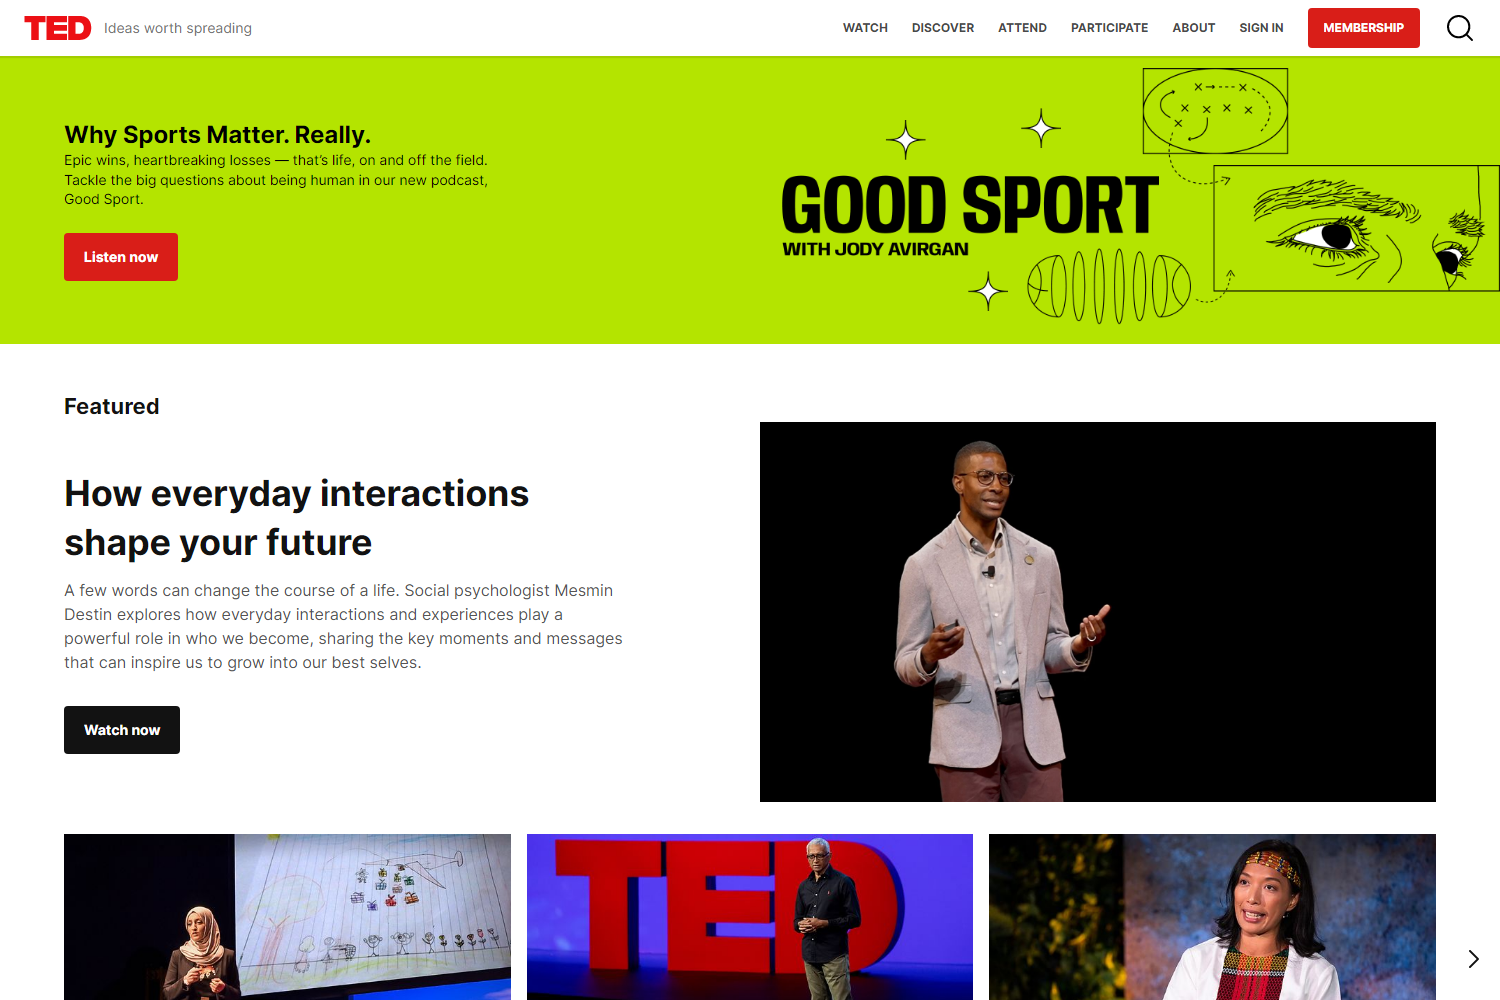 TED
Ideas worth spreading
WATCH
DISCOVER
ATTEND
PARTICIPATE
ABOUT
SIGN IN
MEMBERSHIP
Why Sports Matter. Really.
Epic wins, heartbreaking losses — that's life, on and off the field.
Tackle the big questions about being human in our new podcast,
Good Sport.
Listen now
GOOD SPORT
WITH JODY AVIRGAN
Featured
How everyday interactions
shape your future
A few words can change the course of a life. Social psychologist Mesmin
Destin explores how everyday interactions and experiences play a
powerful role in who we become, sharing the key moments and messages
that can inspire us to grow into our best selves.
Watch now
TED